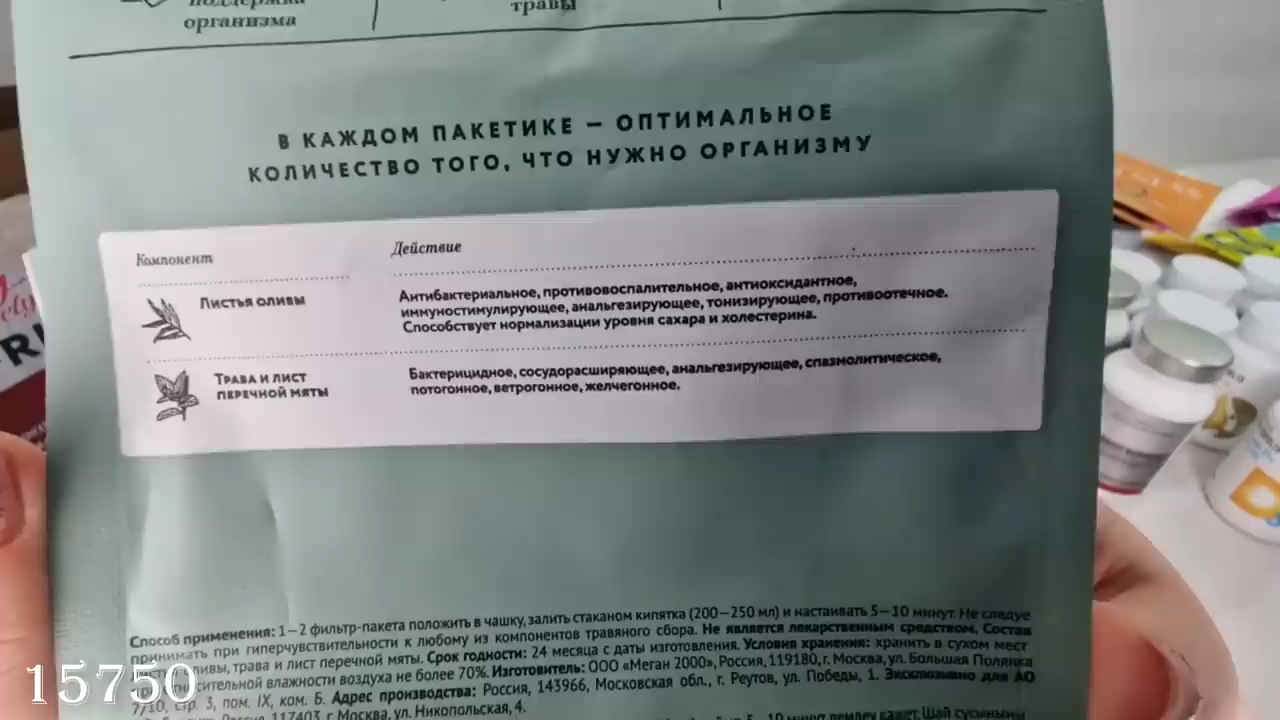 поддержка
организма
травы
В КАЖДОМ ПАКЕТИКЕ – ОПТИМАЛЬНОЕ
КОЛИЧЕСТВО ТОГО, ЧТО НУЖНО ОРГАНИЗМУ
Компонент
Действие
Листья оливы
Антибактериальное, противовоспалительное, антиоксидантное,
иммуностимулирующее, анальгезирующее, тонизирующее, противоотечное.
Способствует нормализации уровня сахара и холестерина.
Трава и лист
перечной мяты
Бактерицидное, сосудорасширяющее, анальгезирующее, спазмолитическое,
потогонное, ветрогонное, желчегонное.
Способ применения: 1–2 фильтр-пакета положить в чашку, залить стаканом кипятка (200–250 мл) и настаивать 5–10 минут. Не следуе
принимать при гиперчувствительности к любому из компонентов травяного сбора. Не является лекарственным средством. Состав
оливы, трава и лист перечной мяты. Срок годности: 24 месяца с даты изготовления. Условия хранения: хранить в сухом мест
относительной влажности воздуха не более 70%. Изготовитель: ООО «Меган 2000», Россия, 119180, г. Москва, ул. Большая Полянка
7/10, стр. 3, пом. IX, ком. Б. Адрес производства: Россия, 143966, Московская обл., г. Реутов, ул. Победы, 1. Эксклюзивно для АО
Россия, 117403, г. Москва, ул. Никопольская, 4.
15750